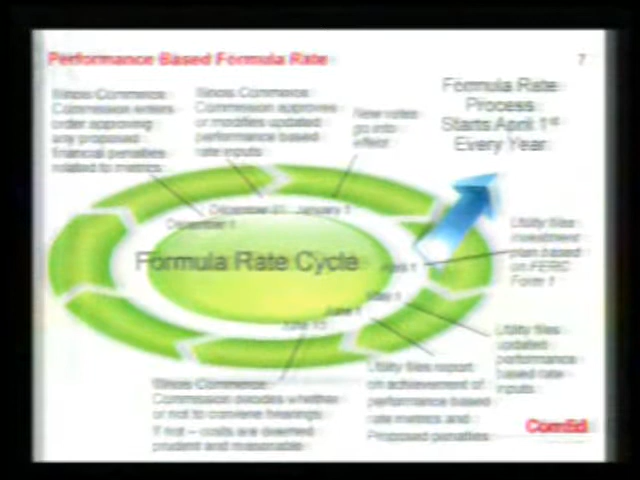 Performance Based Formula Rate
7
Illinois Commerce
Commission enters
order approving
any proposed
financial penalties
related to metrics
Illinois Commerce
Commission approves
or modifies updated
performance based
rate inputs
New rates
go into
effect
Formula Rate
Process
Starts April 1st
Every Year
December 1
December 31
January 1
Formula Rate Cycle
April 1
May 1
June 1
June 15
Utility files
investment
plan based
on FERC
Form 1
Utility files
updated
performance
based rate
inputs
Utility files report
on achievement of
performance based
rate metrics and
Proposed penalties
Illinois Commerce
Commission decides whether
or not to convene hearings
If not – costs are deemed
prudent and reasonable
ComEd